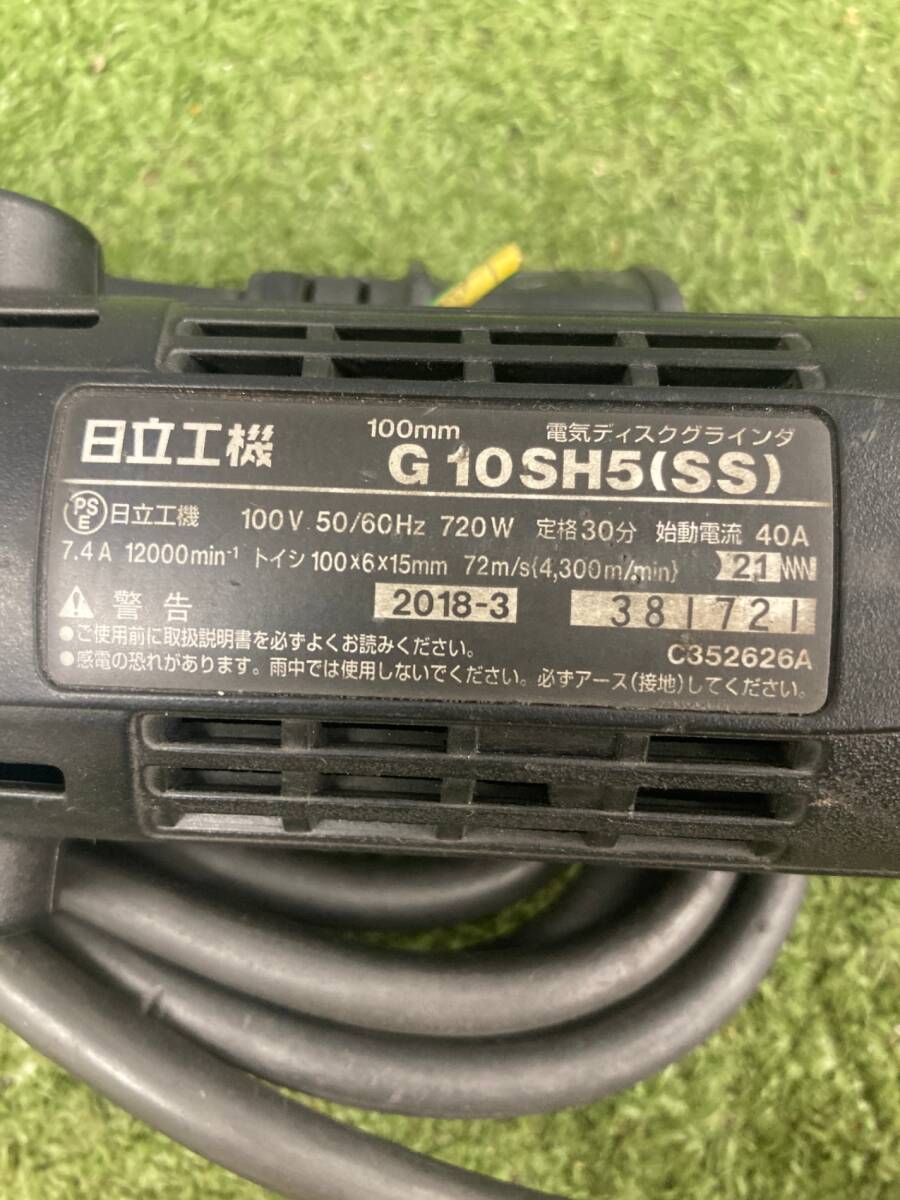 100mm 電気ディスクグラインダ
日立工機 G10SH5(SS)
PSE 日立工機 100V 50/60Hz 720W 定格30分 始動電流 40A
7.4A 12000min⁻¹ トイシ 100×6×15mm 72m/s{4,300m/min} 21
警告 2018-3 381721
●ご使用前に取扱説明書を必ずよくお読みください。 C352626A
●感電の恐れがあります。雨中では使用しないでください。必ずアース(接地)してください。